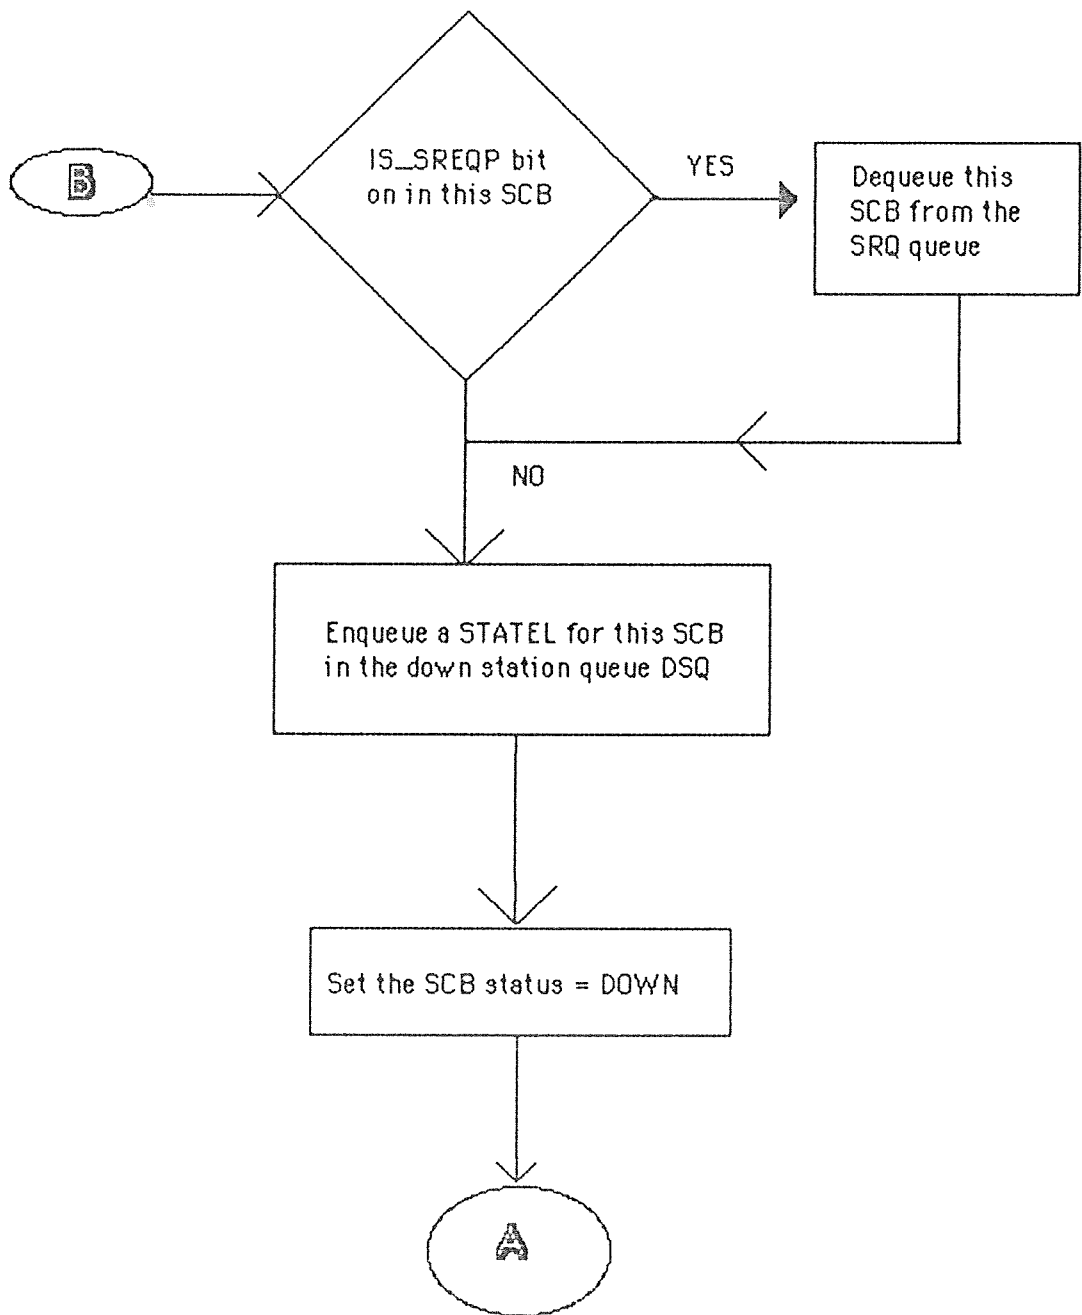 B
IS_SREQP bit
on in this SCB
YES
Dequeue this
SCB from the
SRQ queue
NO
Enqueue a STATEL for this SCB
in the down station queue DSQ
Set the SCB status = DOWN
A